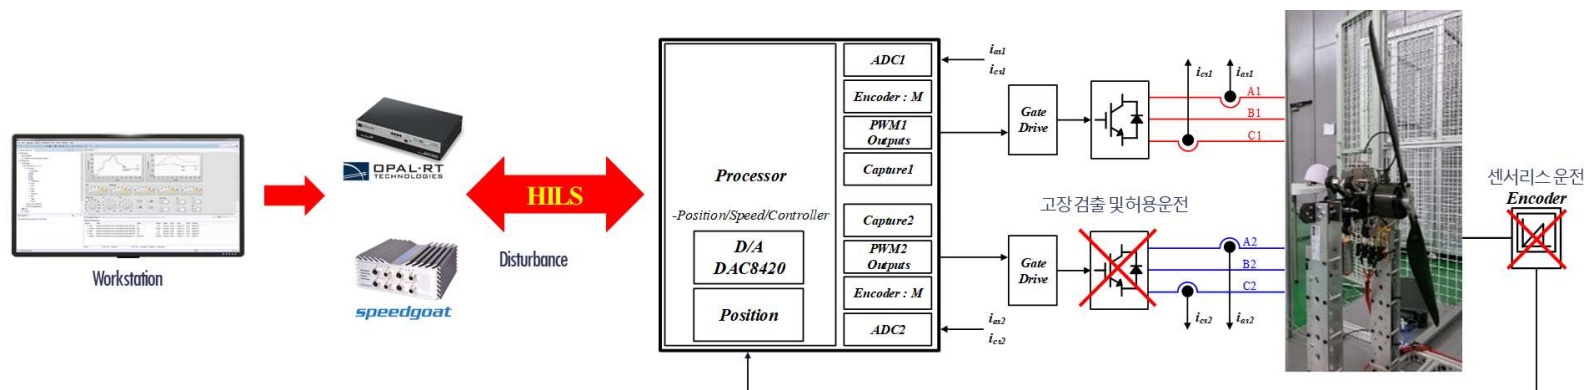 Workstation
OPAL-RT
TECHNOLOGIES
speedgoat
HILS
Disturbance
Processor
-Position/Speed/Controller
D/A
DAC8420
Position
ADC1
Encoder : M
PWM1
Outputs
Capture1
Capture2
PWM2
Outputs
Encoder : M
ADC2
ias1
ics1
ias2
ics2
Gate
Drive
ics1
ias1
A1
B1
C1
고장 검출 및 허용운전
Gate
Drive
A2
B2
C2
ics2
ias2
센서리스 운전
Encoder